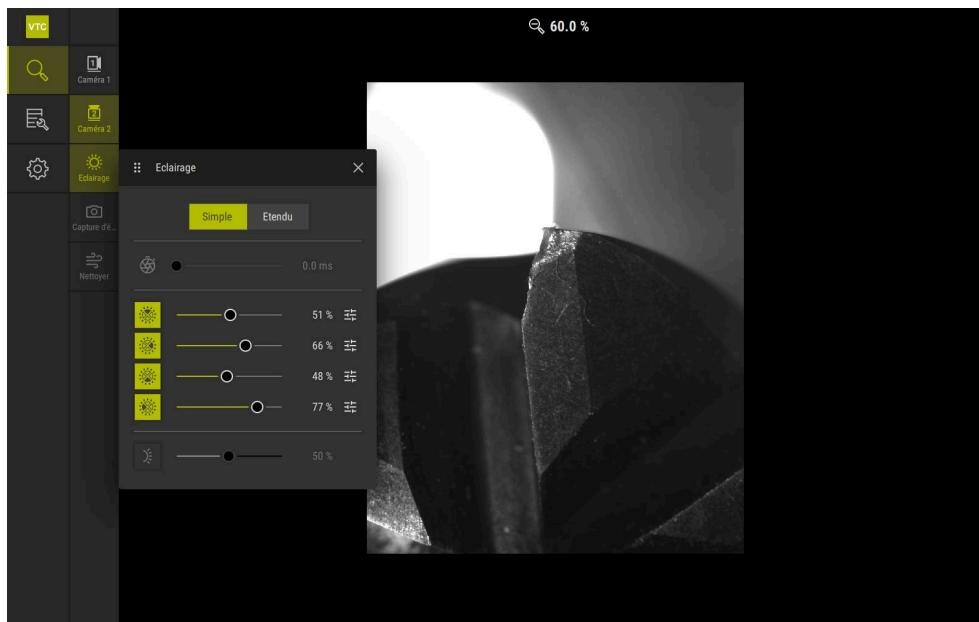 VTC
60.0 %
Caméra 1
Caméra 2
Eclairage
Capture d'é...
Nettoyer
Eclairage
Simple
Etendu
0.0 ms
51 %
66 %
48 %
77 %
50 %